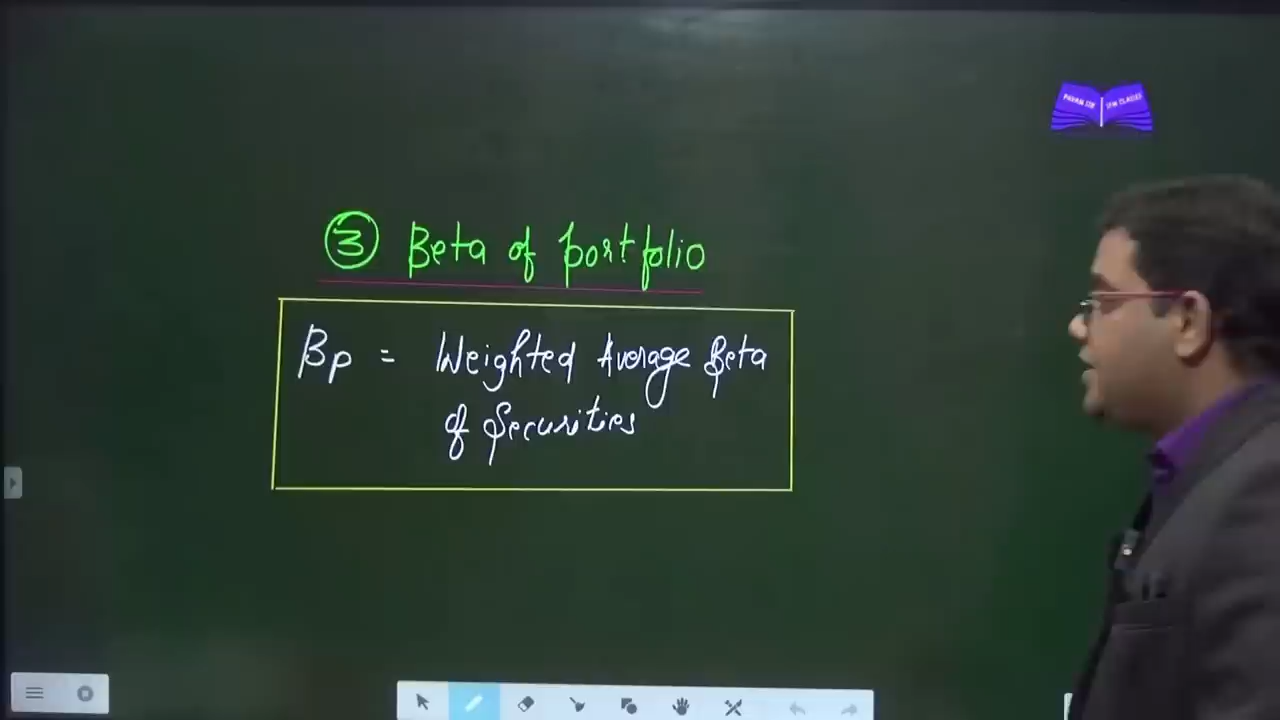 3 Beta of portfolio
βp = Weighted Average Beta
of Securities